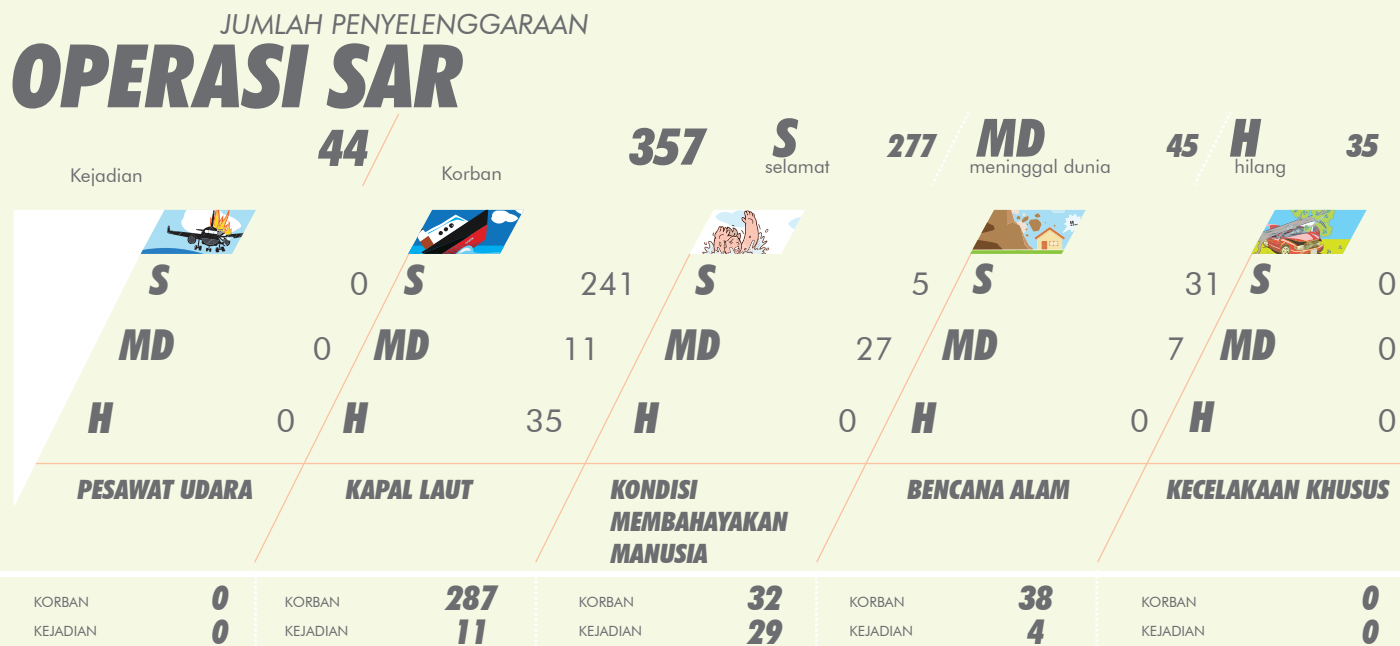 JUMLAH PENYELENGGARAAN
OPERASI SAR
Kejadian 44 Korban 357 S selamat 277 MD meninggal dunia 45 H hilang 35
S 0 S 241 S 5 S 31 S 0
MD 0 MD 11 MD 27 MD 7 MD 0
H 0 H 35 H 0 H 0 H 0
PESAWAT UDARA KAPAL LAUT KONDISI BENCANA ALAM KECELAKAAN KHUSUS
MEMBAHAYAKAN
MANUSIA
KORBAN 0 KORBAN 287 KORBAN 32 KORBAN 38 KORBAN 0
KEJADIAN 0 KEJADIAN 11 KEJADIAN 29 KEJADIAN 4 KEJADIAN 0